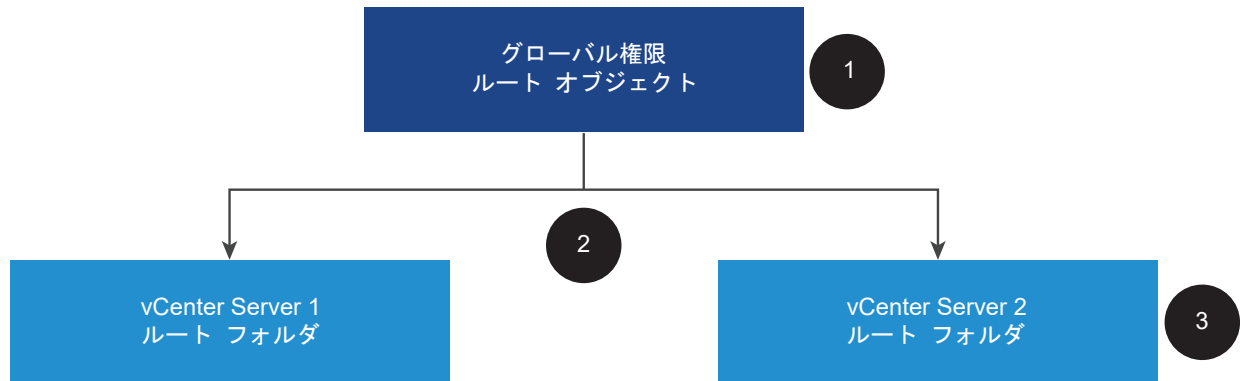 グローバル権限
ルート オブジェクト
1
2
vCenter Server 1
ルート フォルダ
vCenter Server 2
ルート フォルダ
3